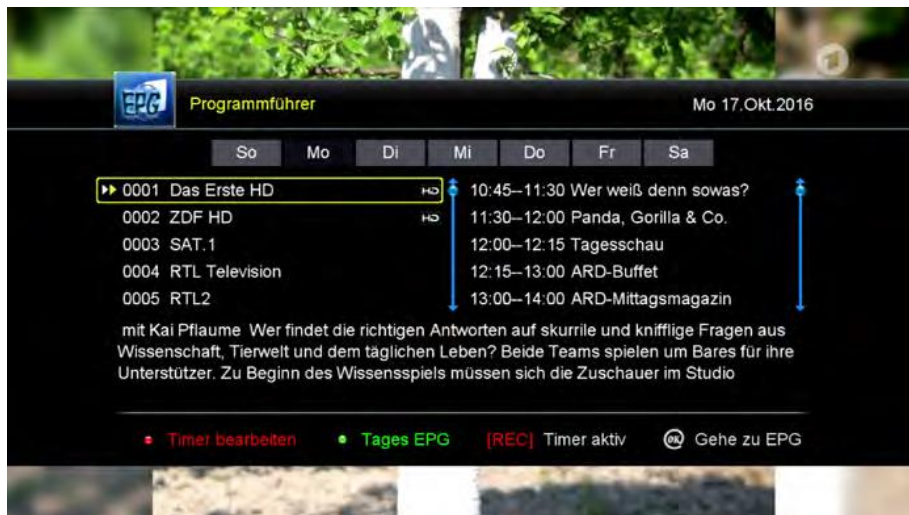 EPG Programmführer Mo 17.Okt.2016
So Mo Di Mi Do Fr Sa
0001 Das Erste HD HD 10:45–11:30 Wer weiß denn sowas?
0002 ZDF HD HD 11:30–12:00 Panda, Gorilla & Co.
0003 SAT.1 12:00–12:15 Tagesschau
0004 RTL Television 12:15–13:00 ARD-Buffet
0005 RTL2 13:00–14:00 ARD-Mittagsmagazin
mit Kai Pflaume Wer findet die richtigen Antworten auf skurrile und knifflige Fragen aus
Wissenschaft, Tierwelt und dem täglichen Leben? Beide Teams spielen um Bares für ihre
Unterstützer. Zu Beginn des Wissensspiels müssen sich die Zuschauer im Studio
Timer bearbeiten Tages EPG [REC] Timer aktiv OK Gehe zu EPG